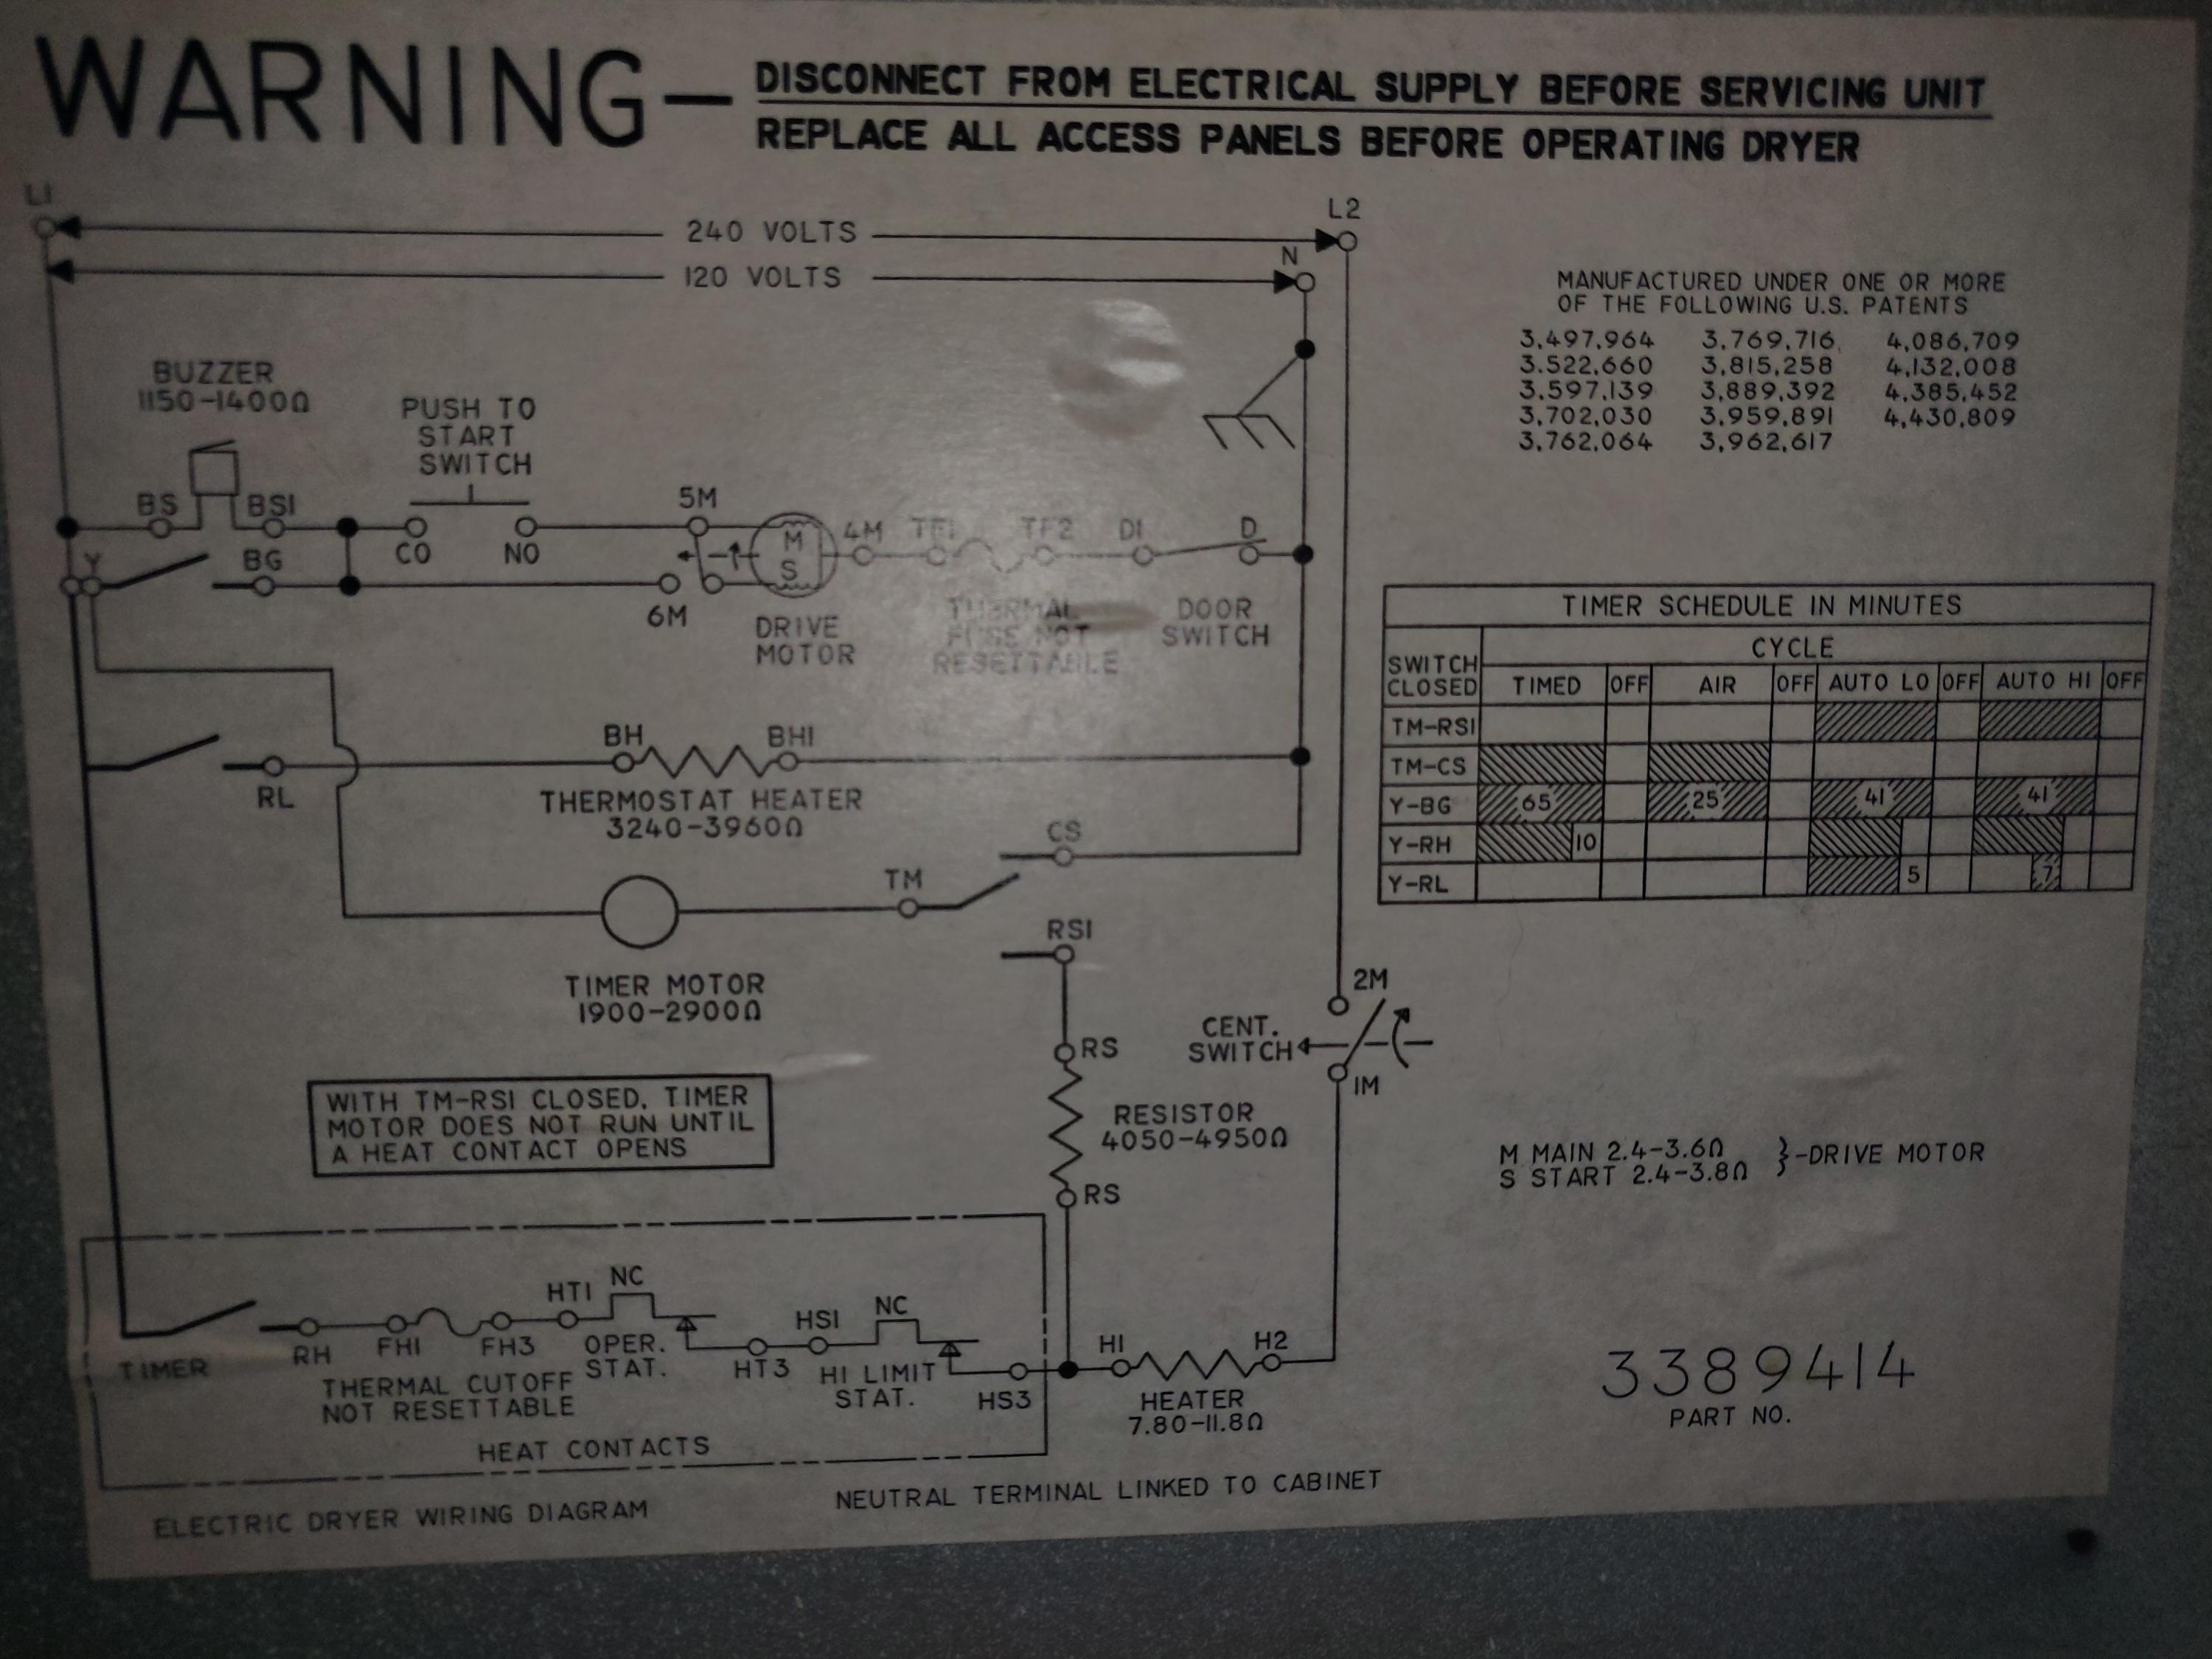 WARNING— DISCONNECT FROM ELECTRICAL SUPPLY BEFORE SERVICING UNIT
REPLACE ALL ACCESS PANELS BEFORE OPERATING DRYER
L1
L2
240 VOLTS
N
120 VOLTS
MANUFACTURED UNDER ONE OR MORE
OF THE FOLLOWING U.S. PATENTS
3,497,964 3,769,716 4,086,709
3,522,660 3,815,258 4,132,008
3,597,139 3,889,392 4,385,452
3,702,030 3,959,891 4,430,809
3,762,064 3,962,617
BUZZER
1150-1400Ω
PUSH TO
START
SWITCH
BS BS1
CO NO
5M
M
S
4M TF1 TF2 D1 D
Y BG
6M
DRIVE
MOTOR
THERMAL
FUSE NOT
RESETTABLE
DOOR
SWITCH
TIMER SCHEDULE IN MINUTES
SWITCH
CLOSED
CYCLE
TIMED OFF AIR OFF AUTO LO OFF AUTO HI OFF
TM-RS1
TM-CS
Y-BG 65 25 41 41
Y-RH 10
Y-RL 5 7
BH BH1
RL
THERMOSTAT HEATER
3240-3960Ω
CS
TM
RS1
TIMER MOTOR
1900-2900Ω
2M
CENT.
SWITCH
1M
RS
RESISTOR
4050-4950Ω
RS
WITH TM-RS1 CLOSED, TIMER
MOTOR DOES NOT RUN UNTIL
A HEAT CONTACT OPENS
M MAIN 2.4-3.6Ω
S START 2.4-3.8Ω
}-DRIVE MOTOR
TIMER
RH FH1 FH3
HT1 NC
OPER.
STAT.
HT3
HS1 NC
HI LIMIT
STAT.
HS3
H1 H2
HEATER
7.80-11.8Ω
THERMAL CUTOFF
NOT RESETTABLE
HEAT CONTACTS
3389414
PART NO.
ELECTRIC DRYER WIRING DIAGRAM
NEUTRAL TERMINAL LINKED TO CABINET